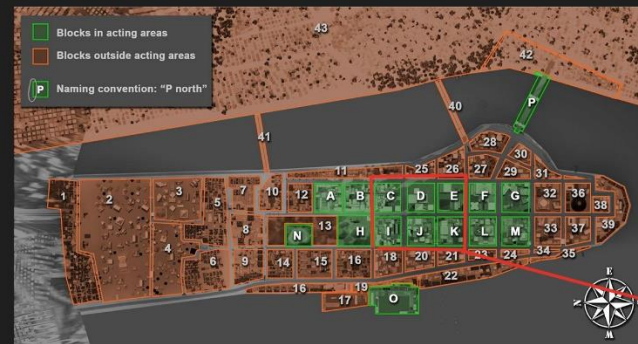 Blocks in acting areas
Blocks outside acting areas
P Naming convention: "P north"
43
42
P
40
41
28
30
11 25 26 27 29 31
1 2 3 5 7 10 12 A B C D E F G 32 36 38
4 8 N 13 H I J K L M 33 37 39
6 9 14 15 16 18 20 21 23 24 34 35
16 19 22
17 O
E